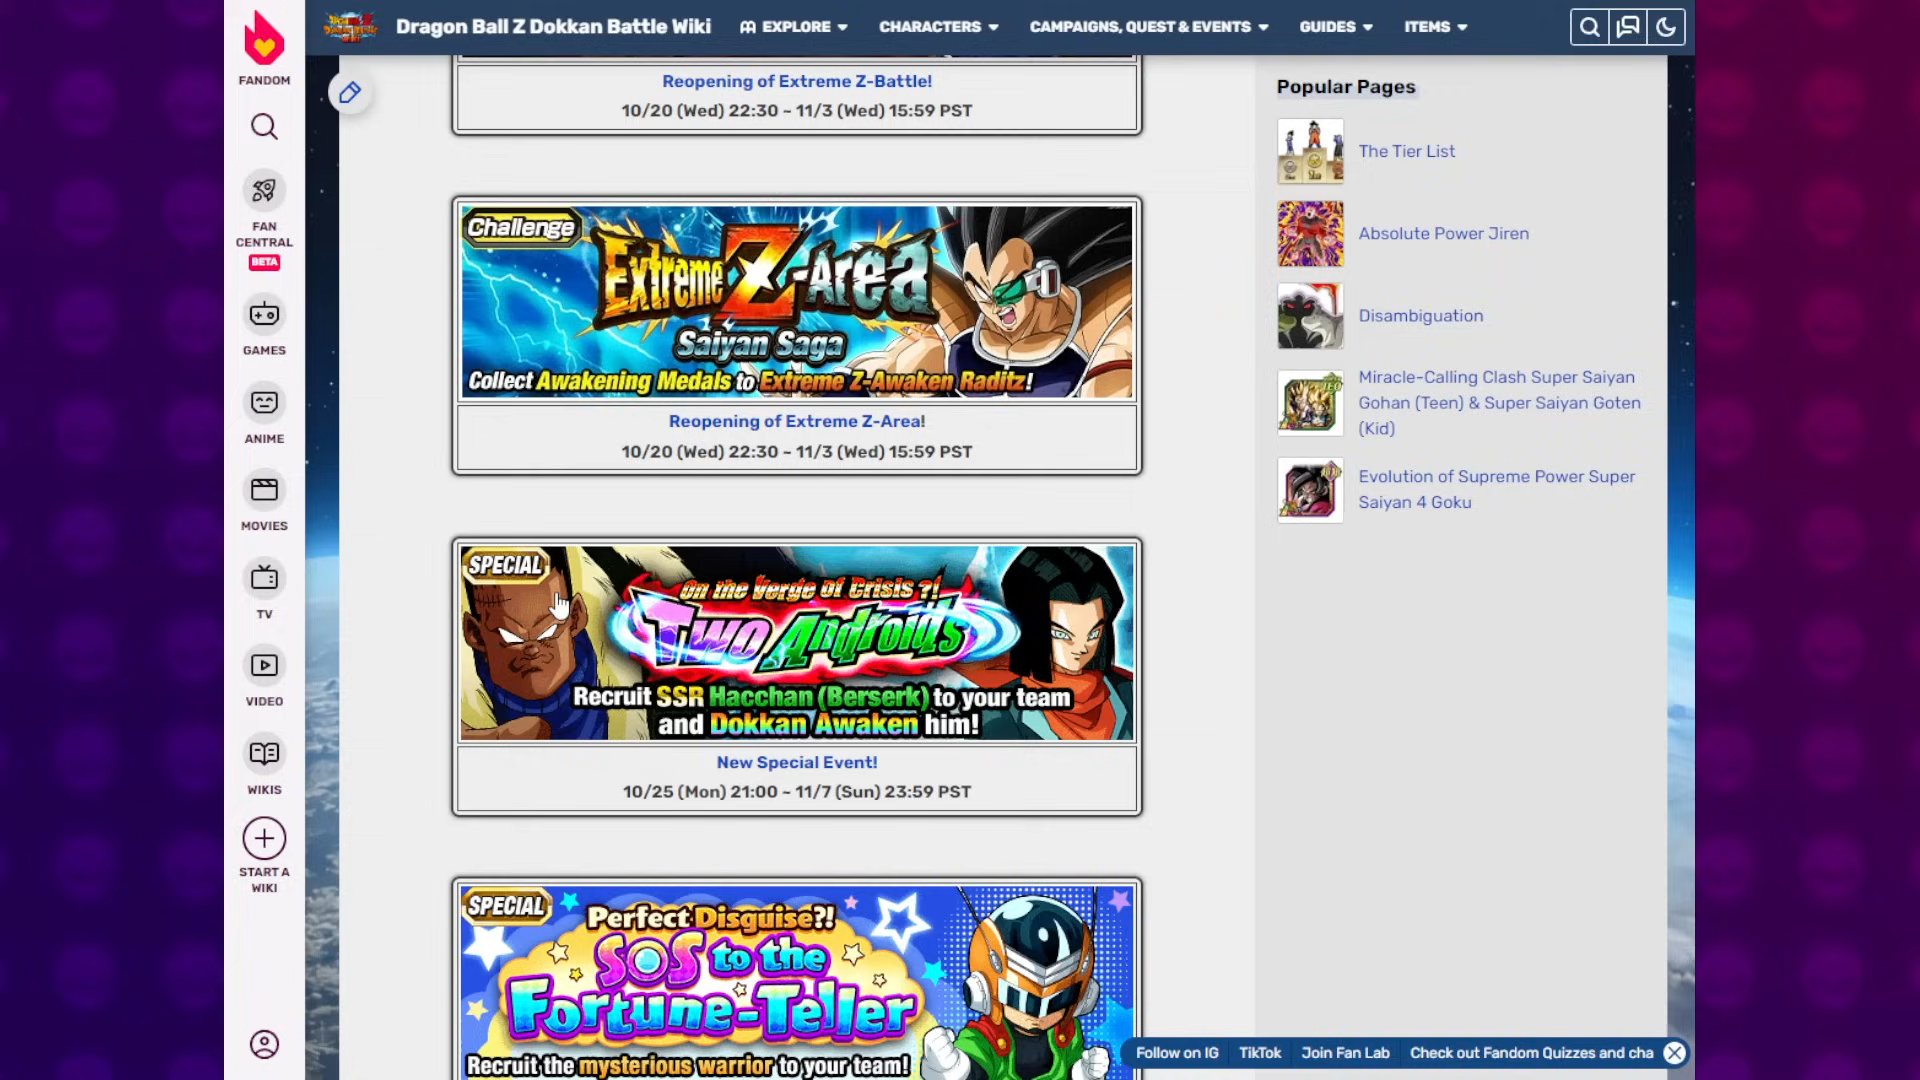 FANDOM
FAN
CENTRAL
BETA
GAMES
ANIME
MOVIES
TV
VIDEO
WIKIS
START A
WIKI
Dragon Ball Z Dokkan Battle Wiki
EXPLORE
CHARACTERS
CAMPAIGNS, QUEST & EVENTS
GUIDES
ITEMS
Reopening of Extreme Z-Battle!
10/20 (Wed) 22:30 ~ 11/3 (Wed) 15:59 PST
Challenge
Extreme Z-Area
Saiyan Saga
Collect Awakening Medals to Extreme Z-Awaken Raditz!
Reopening of Extreme Z-Area!
10/20 (Wed) 22:30 ~ 11/3 (Wed) 15:59 PST
SPECIAL
On the Verge of Crisis?!
Two Androids
Recruit SSR Hacchan (Berserk) to your team
and Dokkan Awaken him!
New Special Event!
10/25 (Mon) 21:00 ~ 11/7 (Sun) 23:59 PST
SPECIAL
Perfect Disguise?!
SOS to the
Fortune-Teller
Recruit the mysterious warrior to your team!
Popular Pages
The Tier List
Absolute Power Jiren
Disambiguation
Miracle-Calling Clash Super Saiyan
Gohan (Teen) & Super Saiyan Goten
(Kid)
Evolution of Supreme Power Super
Saiyan 4 Goku
Follow on IG
TikTok
Join Fan Lab
Check out Fandom Quizzes and cha